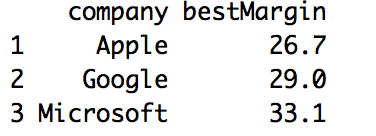 company bestMargin
1 Apple 26.7
2 Google 29.0
3 Microsoft 33.1